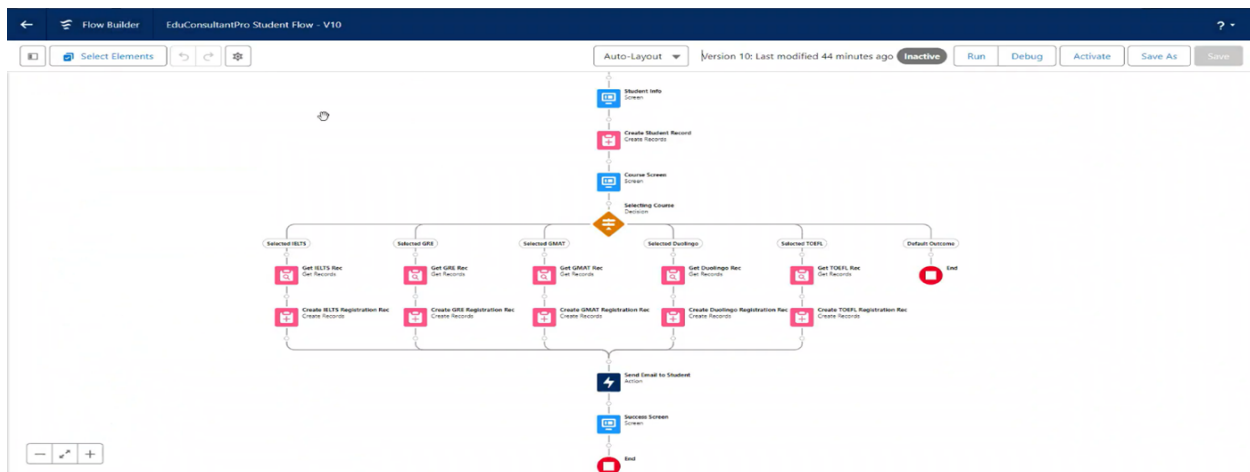 Flow Builder EduConsultantPro Student Flow - V10 ?
Select Elements Auto-Layout Version 10: Last modified 44 minutes ago Inactive Run Debug Activate Save As Save
Student Info
Screen
Create Student Record
Create Records
Course Screen
Screen
Selecting Course
Decision
Selected IELTS Selected GRE Selected GMAT Selected Duolingo Selected TOEFL Default Outcome
Get IELTS Rec Get GRE Rec Get GMAT Rec Get Duolingo Rec Get TOEFL Rec End
Get Records Get Records Get Records Get Records Get Records
Create IELTS Registration Rec Create GRE Registration Rec Create GMAT Registration Rec Create Duolingo Registration Rec Create TOEFL Registration Rec
Create Records Create Records Create Records Create Records Create Records
Send Email to Student
Action
Success Screen
Screen
End